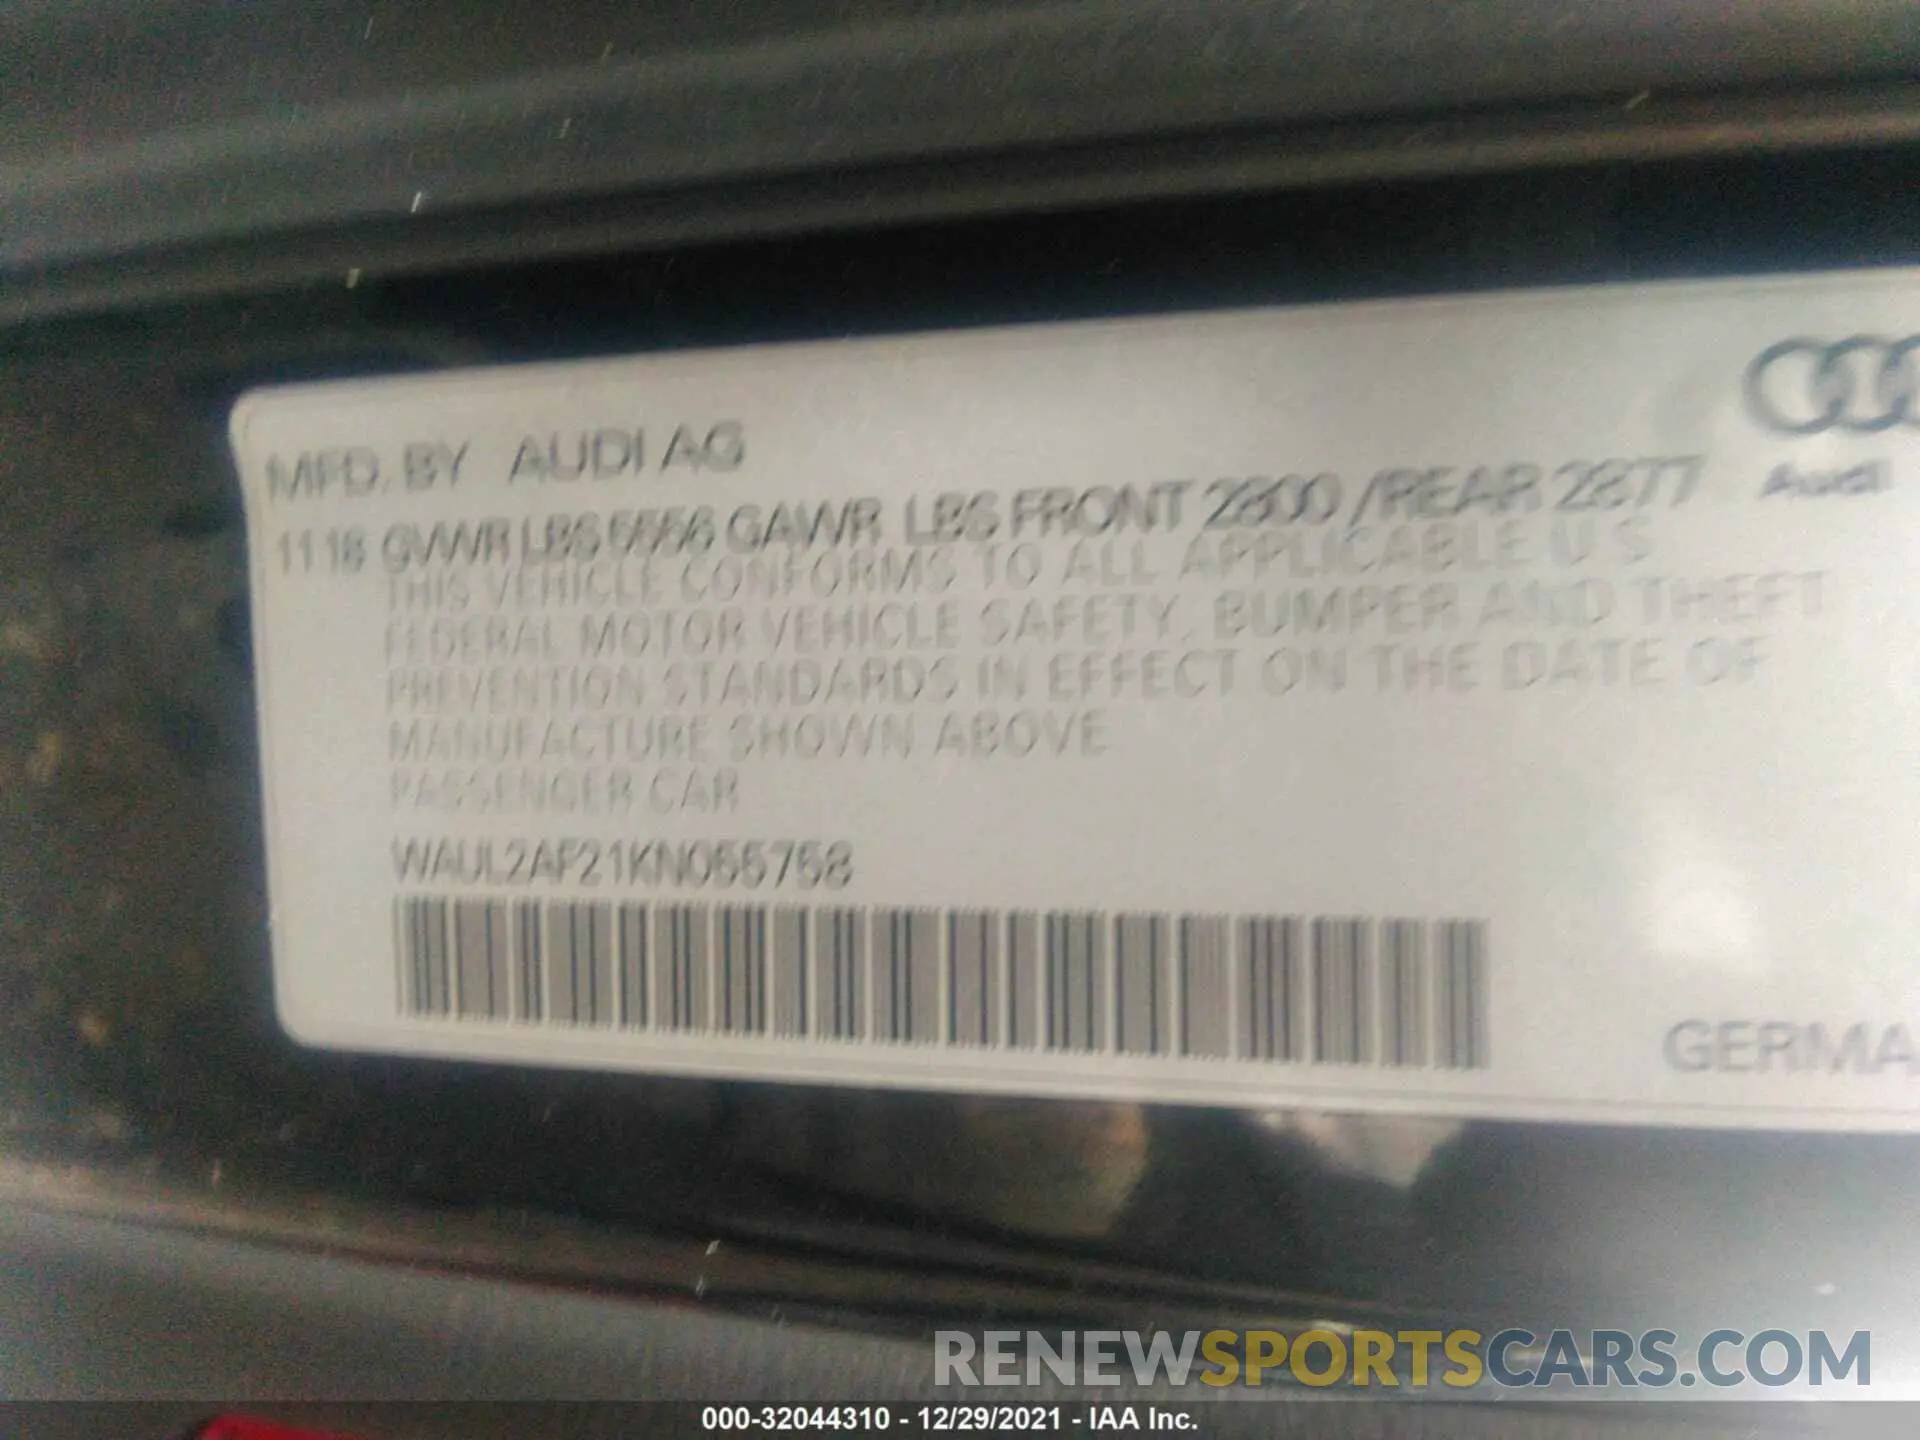 MFD. BY AUDI AG
Audi
11 18 GVWR LBS 5556 GAWR LBS FRONT 2800 /REAR 2877
THIS VEHICLE CONFORMS TO ALL APPLICABLE U S
FEDERAL MOTOR VEHICLE SAFETY, BUMPER AND THEFT
PREVENTION STANDARDS IN EFFECT ON THE DATE OF
MANUFACTURE SHOWN ABOVE
PASSENGER CAR
WAUL2AF21KN055758
GERMA
RENEWSPORTSCARS.COM
000-32044310 - 12/29/2021 - IAA Inc.